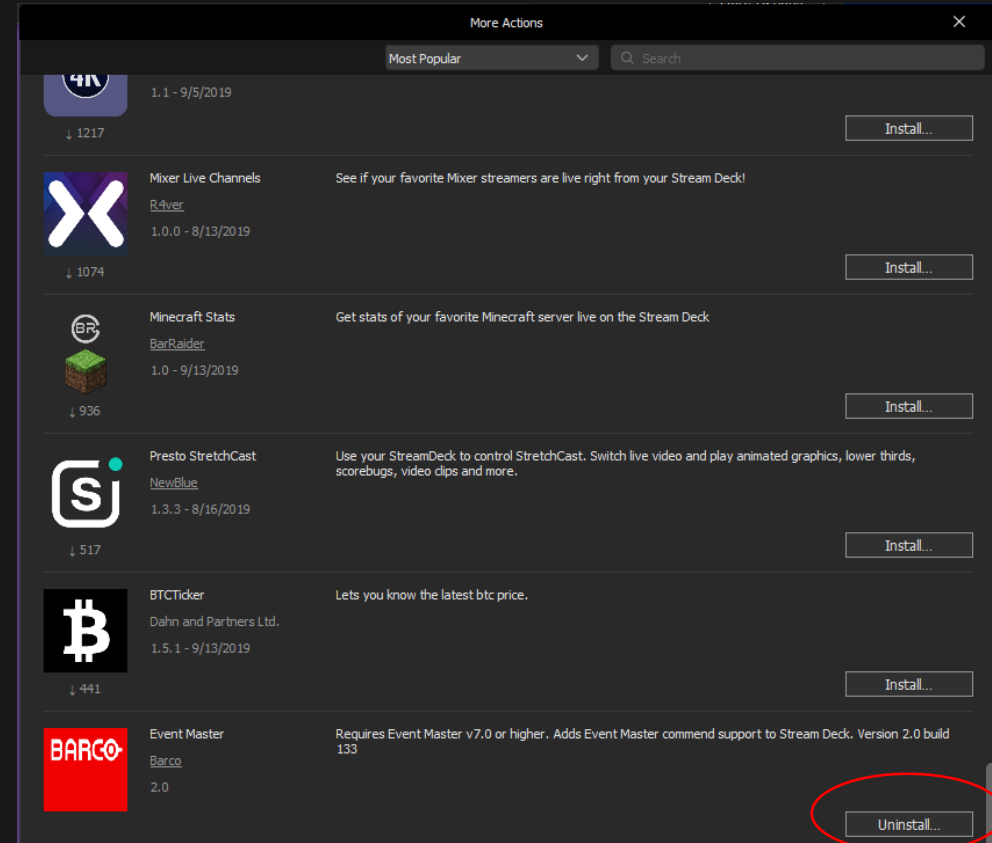 More Actions
Most Popular
Search
4K
1.1 - 9/5/2019
↓ 1217
Install...
Mixer Live Channels
See if your favorite Mixer streamers are live right from your Stream Deck!
R4ver
1.0.0 - 8/13/2019
↓ 1074
Install...
Minecraft Stats
Get stats of your favorite Minecraft server live on the Stream Deck
BR
BarRaider
1.0 - 9/13/2019
↓ 936
Install...
Presto StretchCast
Use your StreamDeck to control StretchCast. Switch live video and play animated graphics, lower thirds,
scorebugs, video clips and more.
S
NewBlue
1.3.3 - 8/16/2019
↓ 517
Install...
BTCTicker
Lets you know the latest btc price.
Dahn and Partners Ltd.
1.5.1 - 9/13/2019
↓ 441
Install...
Event Master
Requires Event Master v7.0 or higher. Adds Event Master commend support to Stream Deck. Version 2.0 build
133
BARCO
Barco
2.0
Uninstall...